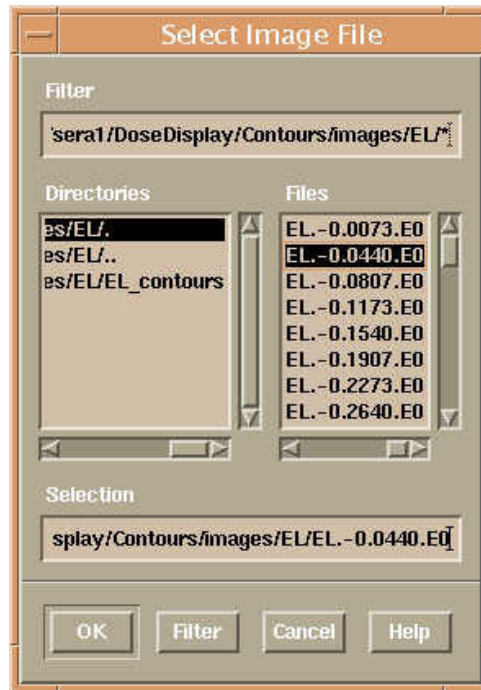 Select Image File
Filter
sera1/DoseDisplay/Contours/images/EL/*
Directories
Files
es/EL/.
es/EL/..
es/EL/EL_contours
EL.-0.0073.E0
EL.-0.0440.E0
EL.-0.0807.E0
EL.-0.1173.E0
EL.-0.1540.E0
EL.-0.1907.E0
EL.-0.2273.E0
EL.-0.2640.E0
Selection
splay/Contours/images/EL/EL.-0.0440.E0
OK
Filter
Cancel
Help